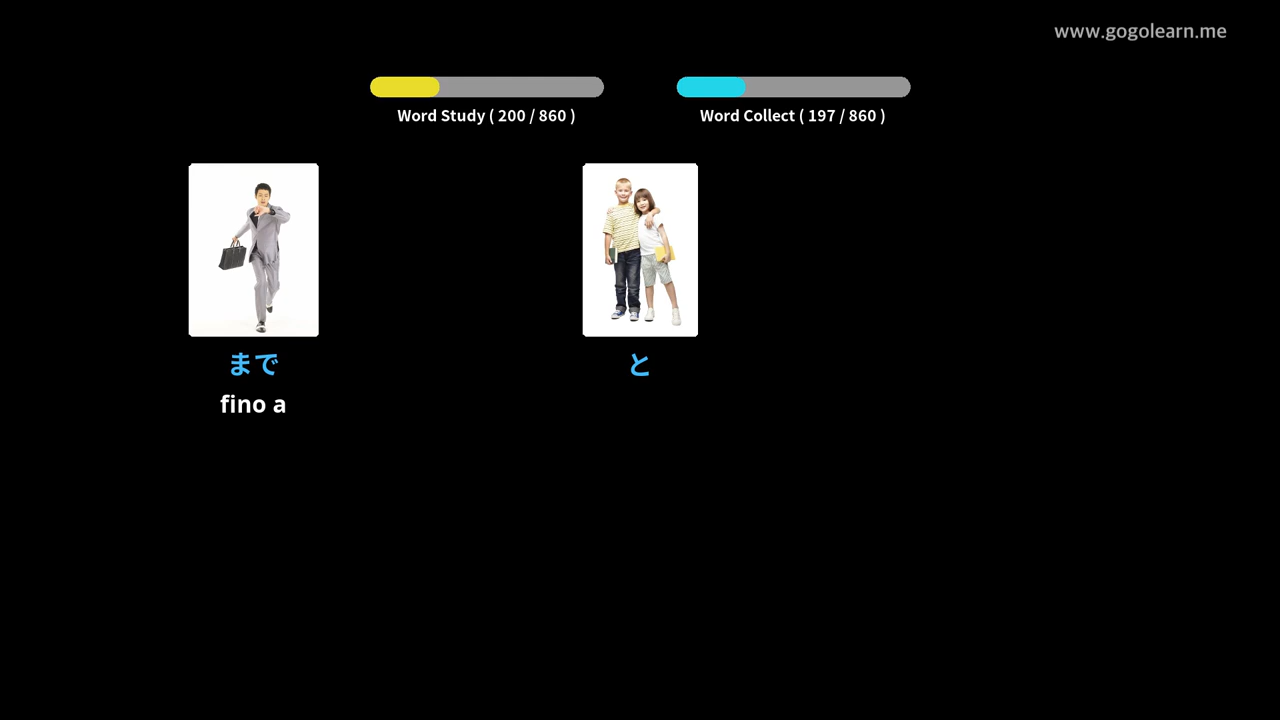 www.gogolearn.me
Word Study ( 200 / 860 )
Word Collect ( 197 / 860 )
まで
fino a
と